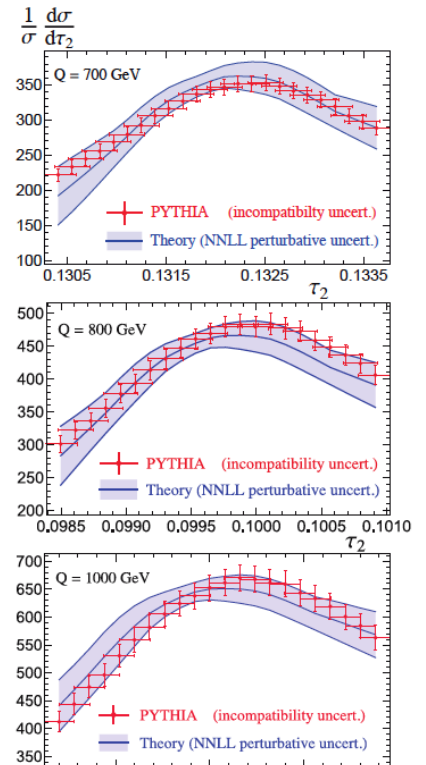 1/σ dσ/dτ₂
Q = 700 GeV
350
300
250
200
150
100
PYTHIA (incompatibilty uncert.)
Theory (NNLL perturbative uncert.)
0.1305 0.1315 0.1325 0.1335
τ₂
500
Q = 800 GeV
450
400
350
300
250
200
PYTHIA (incompatibility uncert.)
Theory (NNLL perturbative uncert.)
0.0985 0.0990 0.0995 0.1000 0.1005 0.1010
τ₂
700
Q = 1000 GeV
650
600
550
500
450
400
350
PYTHIA (incompatibility uncert.)
Theory (NNLL perturbative uncert.)